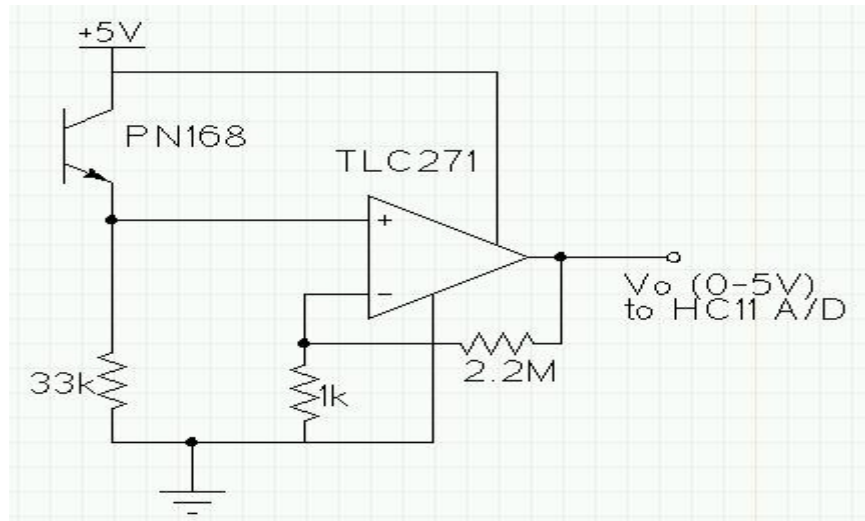 +5V
PN168
TLC271
+
−
Vo (0-5V)
to HC11 A/D
2.2M
33k
1k